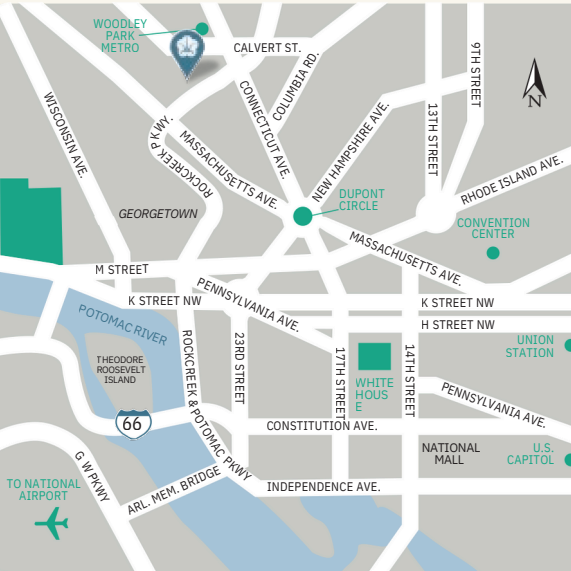 WOODLEY
PARK
METRO
CALVERT ST.
COLUMBIA RD.
9TH STREET
N
WISCONSIN AVE.
CONNECTICUT AVE.
13TH STREET
ROCKCREEK PKWY.
MASSACHUSETTS AVE.
NEW HAMPSHIRE AVE.
RHODE ISLAND AVE.
DUPONT
CIRCLE
GEORGETOWN
CONVENTION
CENTER
MASSACHUSETTS AVE.
M STREET
K STREET NW
PENNSYLVANIA AVE.
K STREET NW
H STREET NW
POTOMAC RIVER
UNION
STATION
THEODORE
ROOSEVELT
ISLAND
ROCKCREEK & POTOMAC PKWY
23RD STREET
17TH STREET
14TH STREET
WHITE
HOUS
E
PENNSYLVANIA AVE.
66
CONSTITUTION AVE.
NATIONAL
MALL
U.S.
CAPITOL
G W PKWY
TO NATIONAL
AIRPORT
ARL. MEM. BRIDGE
INDEPENDENCE AVE.